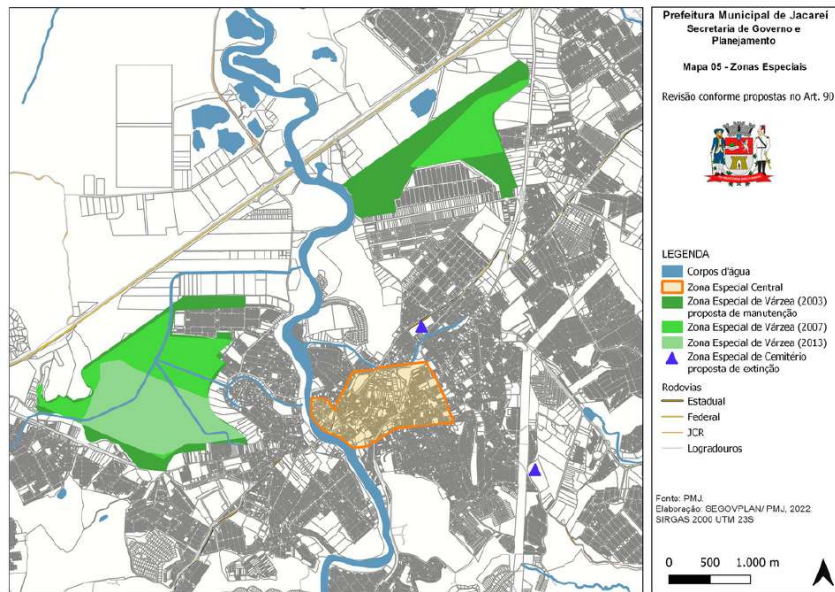 Prefeitura Municipal de Jacareí
Secretaria de Governo e
Planejamento
Mapa 05 - Zonas Especiais
Revisão conforme propostas no Art. 90
LEGENDA
Corpos d'água
Zona Especial Central
Zona Especial de Várzea (2003)
proposta de manutenção
Zona Especial de Várzea (2007)
Zona Especial de Várzea (2013)
Zona Especial de Cemitério
proposta de extinção
Rodovias
Estadual
Federal
JCR
Logradouros
Fonte: PMJ.
Elaboração: SEGOVPLAN/ PMJ, 2022.
SIRGAS 2000 UTM 23S
0 500 1.000 m